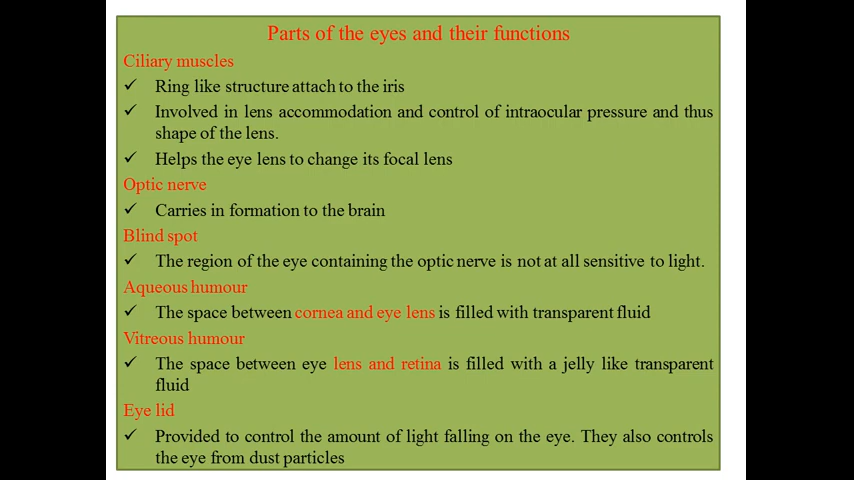 Parts of the eyes and their functions
Ciliary muscles
✓ Ring like structure attach to the iris
✓ Involved in lens accommodation and control of intraocular pressure and thus
shape of the lens.
✓ Helps the eye lens to change its focal lens
Optic nerve
✓ Carries in formation to the brain
Blind spot
✓ The region of the eye containing the optic nerve is not at all sensitive to light.
Aqueous humour
✓ The space between cornea and eye lens is filled with transparent fluid
Vitreous humour
✓ The space between eye lens and retina is filled with a jelly like transparent
fluid
Eye lid
✓ Provided to control the amount of light falling on the eye. They also controls
the eye from dust particles